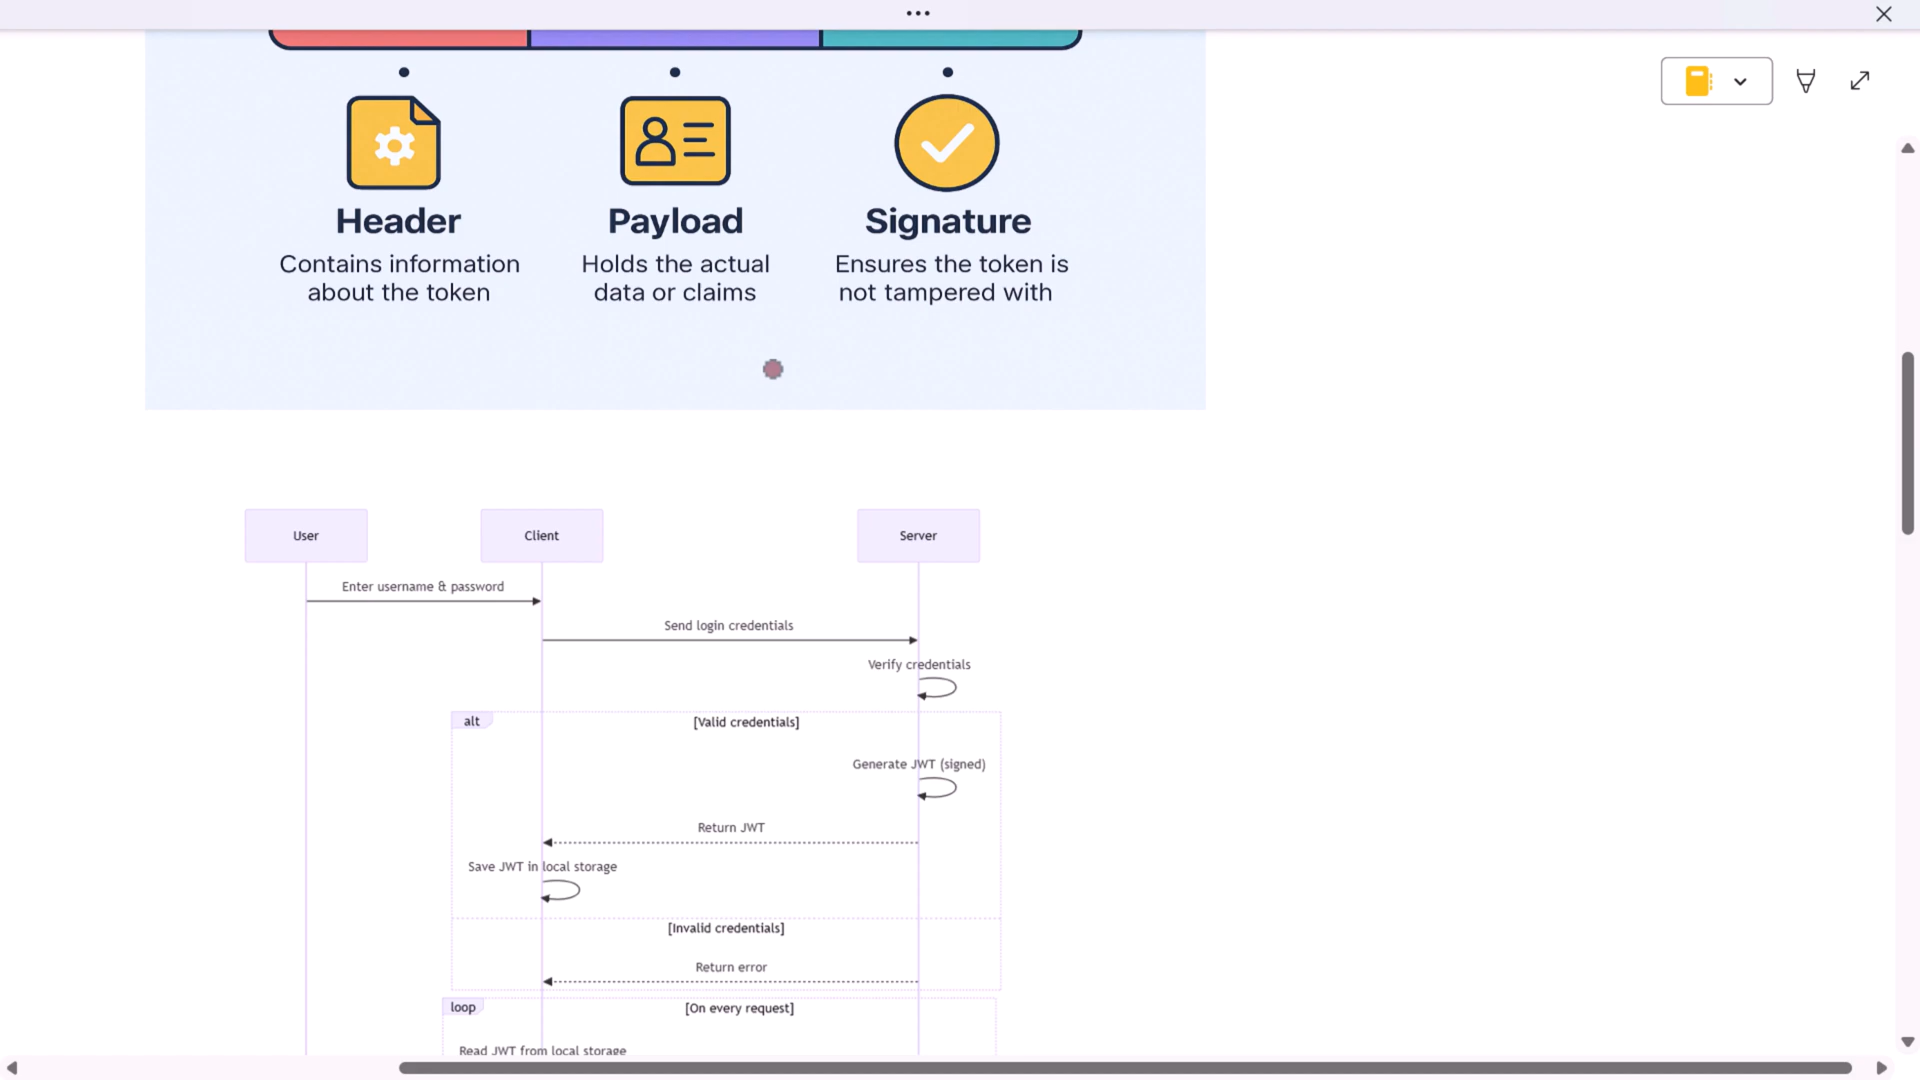 Header
Contains information
about the token
Payload
Holds the actual
data or claims
Signature
Ensures the token is
not tampered with
User
Client
Server
Enter username & password
Send login credentials
Verify credentials
alt
[Valid credentials]
Generate JWT (signed)
Return JWT
Save JWT in local storage
[Invalid credentials]
Return error
loop
[On every request]
Read JWT from local storage